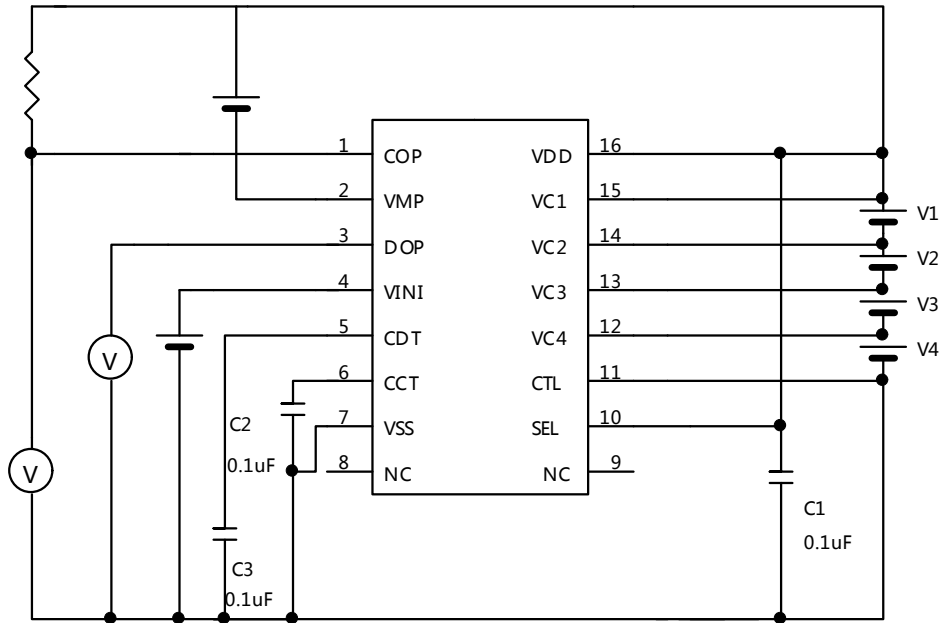 1 COP VDD 16
2 VMP VC1 15
V1
3 DOP VC2 14
V2
4 VINI VC3 13
V3
5 CDT VC4 12
V4
V
6 CCT CTL 11
C2
7 VSS SEL 10
0.1uF
V
8 NC NC 9
C1
0.1uF
C3
0.1uF